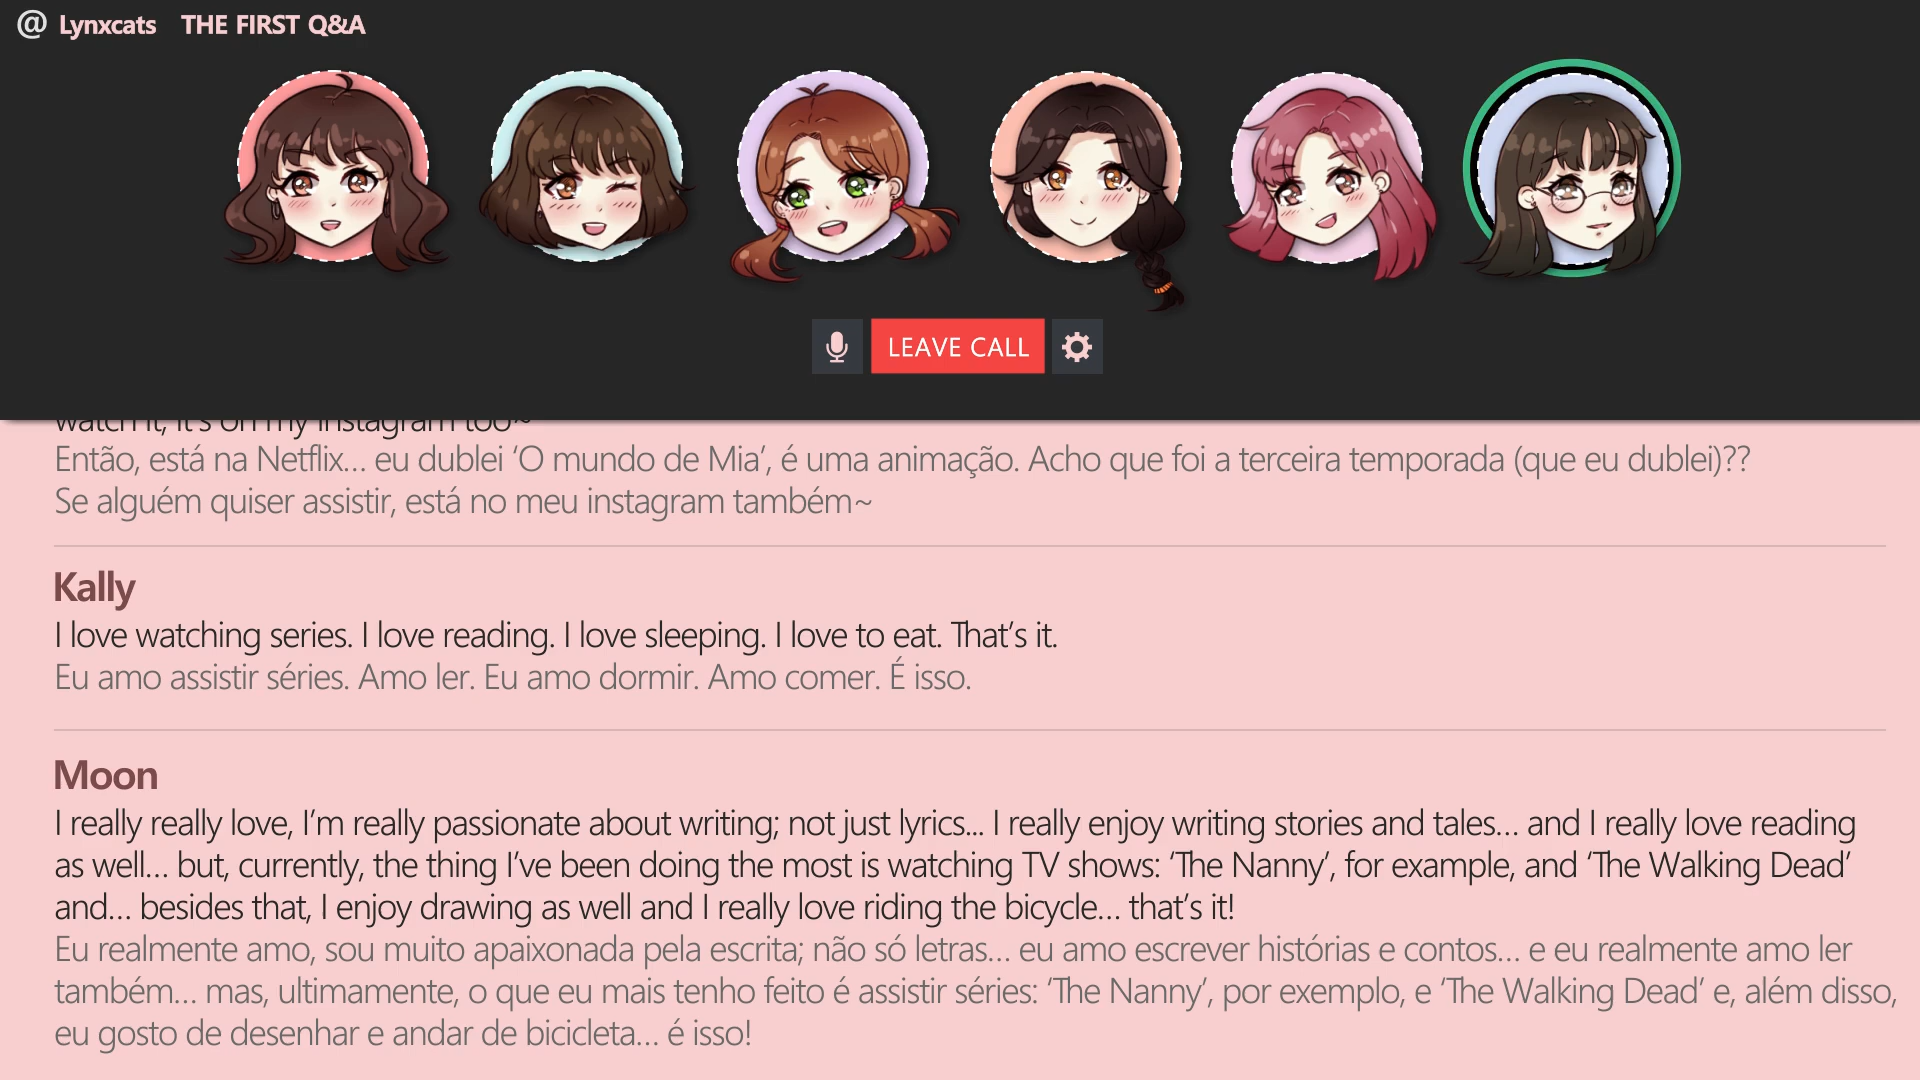 @ Lynxcats THE FIRST Q&A
LEAVE CALL
watch it, it's on my instagram too~
Então, está na Netflix... eu dublei ‘O mundo de Mia’, é uma animação. Acho que foi a terceira temporada (que eu dublei)??
Se alguém quiser assistir, está no meu instagram também~
Kally
I love watching series. I love reading. I love sleeping. I love to eat. That’s it.
Eu amo assistir séries. Amo ler. Eu amo dormir. Amo comer. É isso.
Moon
I really really love, I’m really passionate about writing; not just lyrics... I really enjoy writing stories and tales... and I really love reading
as well... but, currently, the thing I’ve been doing the most is watching TV shows: ‘The Nanny’, for example, and ‘The Walking Dead’
and... besides that, I enjoy drawing as well and I really love riding the bicycle... that’s it!
Eu realmente amo, sou muito apaixonada pela escrita; não só letras... eu amo escrever histórias e contos... e eu realmente amo ler
também... mas, ultimamente, o que eu mais tenho feito é assistir séries: ‘The Nanny’, por exemplo, e ‘The Walking Dead’ e, além disso,
eu gosto de desenhar e andar de bicicleta... é isso!